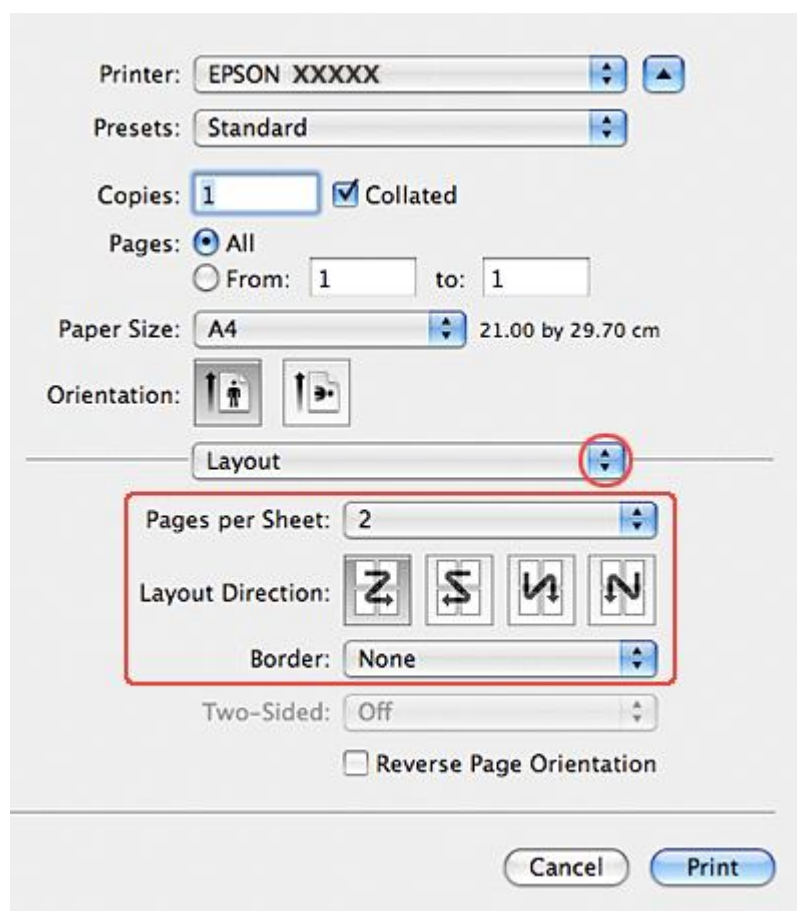 Printer: EPSON XXXXX
Presets: Standard
Copies: 1 Collated
Pages: All
From: 1 to: 1
Paper Size: A4 21.00 by 29.70 cm
Orientation:
Layout
Pages per Sheet: 2
Layout Direction:
Border: None
Two-Sided: Off
Reverse Page Orientation
Cancel Print